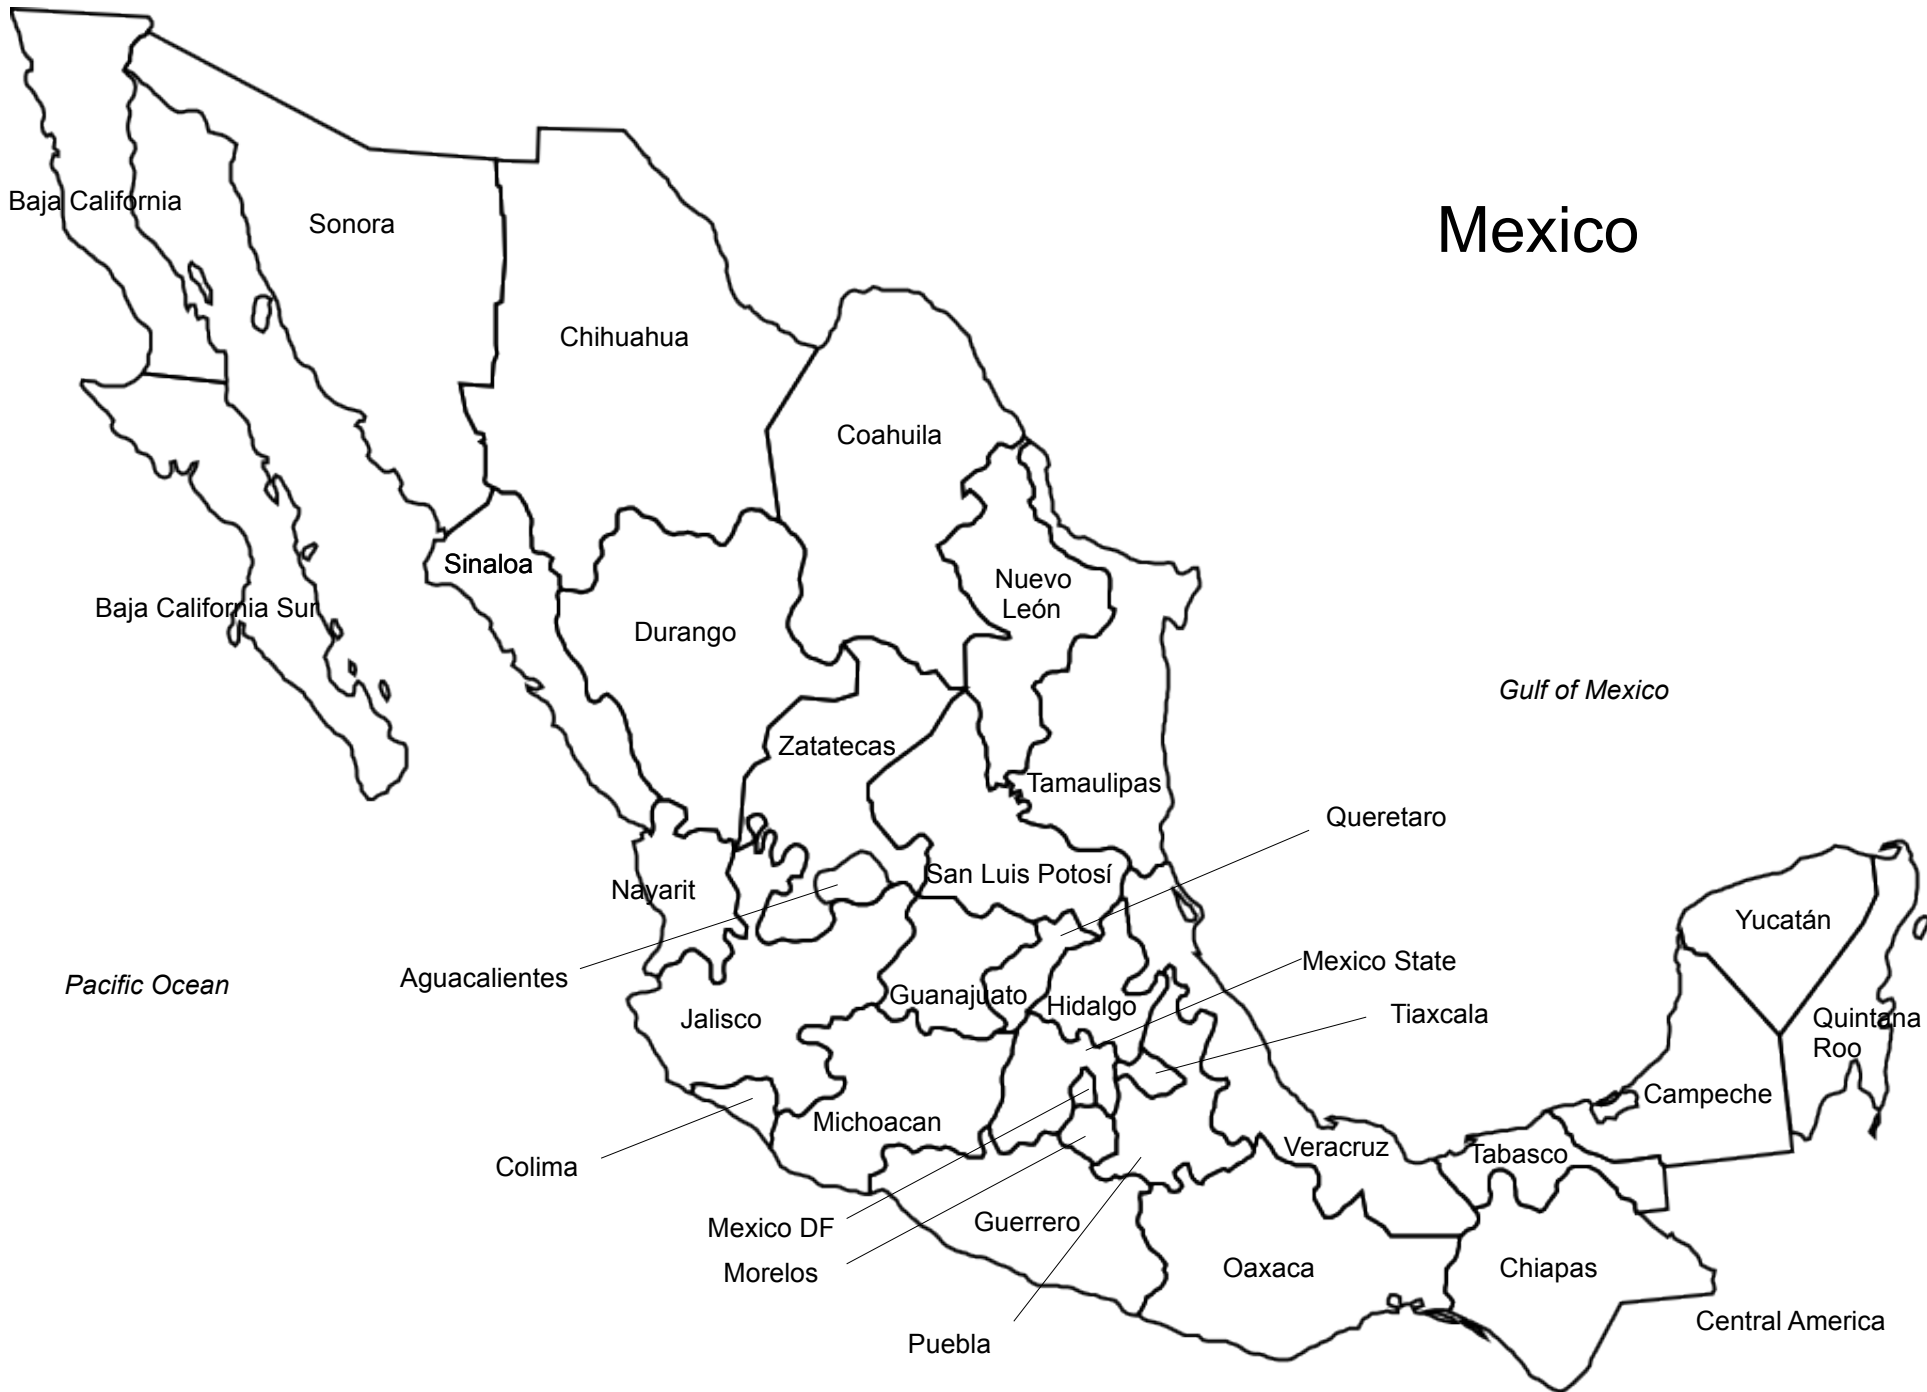 Mexico
Baja California
Sonora
Chihuahua
Coahuila
Sinaloa
Nuevo
León
Baja California Sur
Durango
Gulf of Mexico
Zatatecas
Tamaulipas
Queretaro
San Luis Potosí
Nayarit
Yucatán
Mexico State
Aguacalientes
Pacific Ocean
Guanajuato
Hidalgo
Tiaxcala
Jalisco
Quintana
Roo
Campeche
Michoacan
Veracruz
Tabasco
Colima
Mexico DF
Guerrero
Morelos
Oaxaca
Chiapas
Central America
Puebla